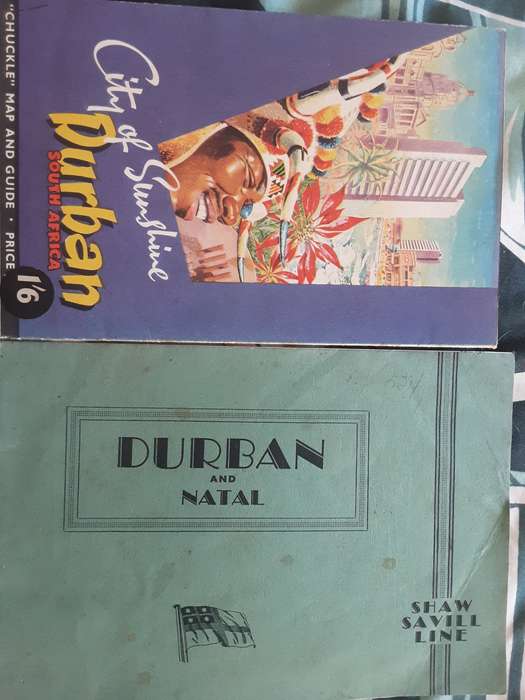 City of Sunshine
Durban
SOUTH AFRICA
"CHUCKLE" MAP AND GUIDE · PRICE 1'6
DURBAN
AND
NATAL
SHAW
SAVILL
LINE